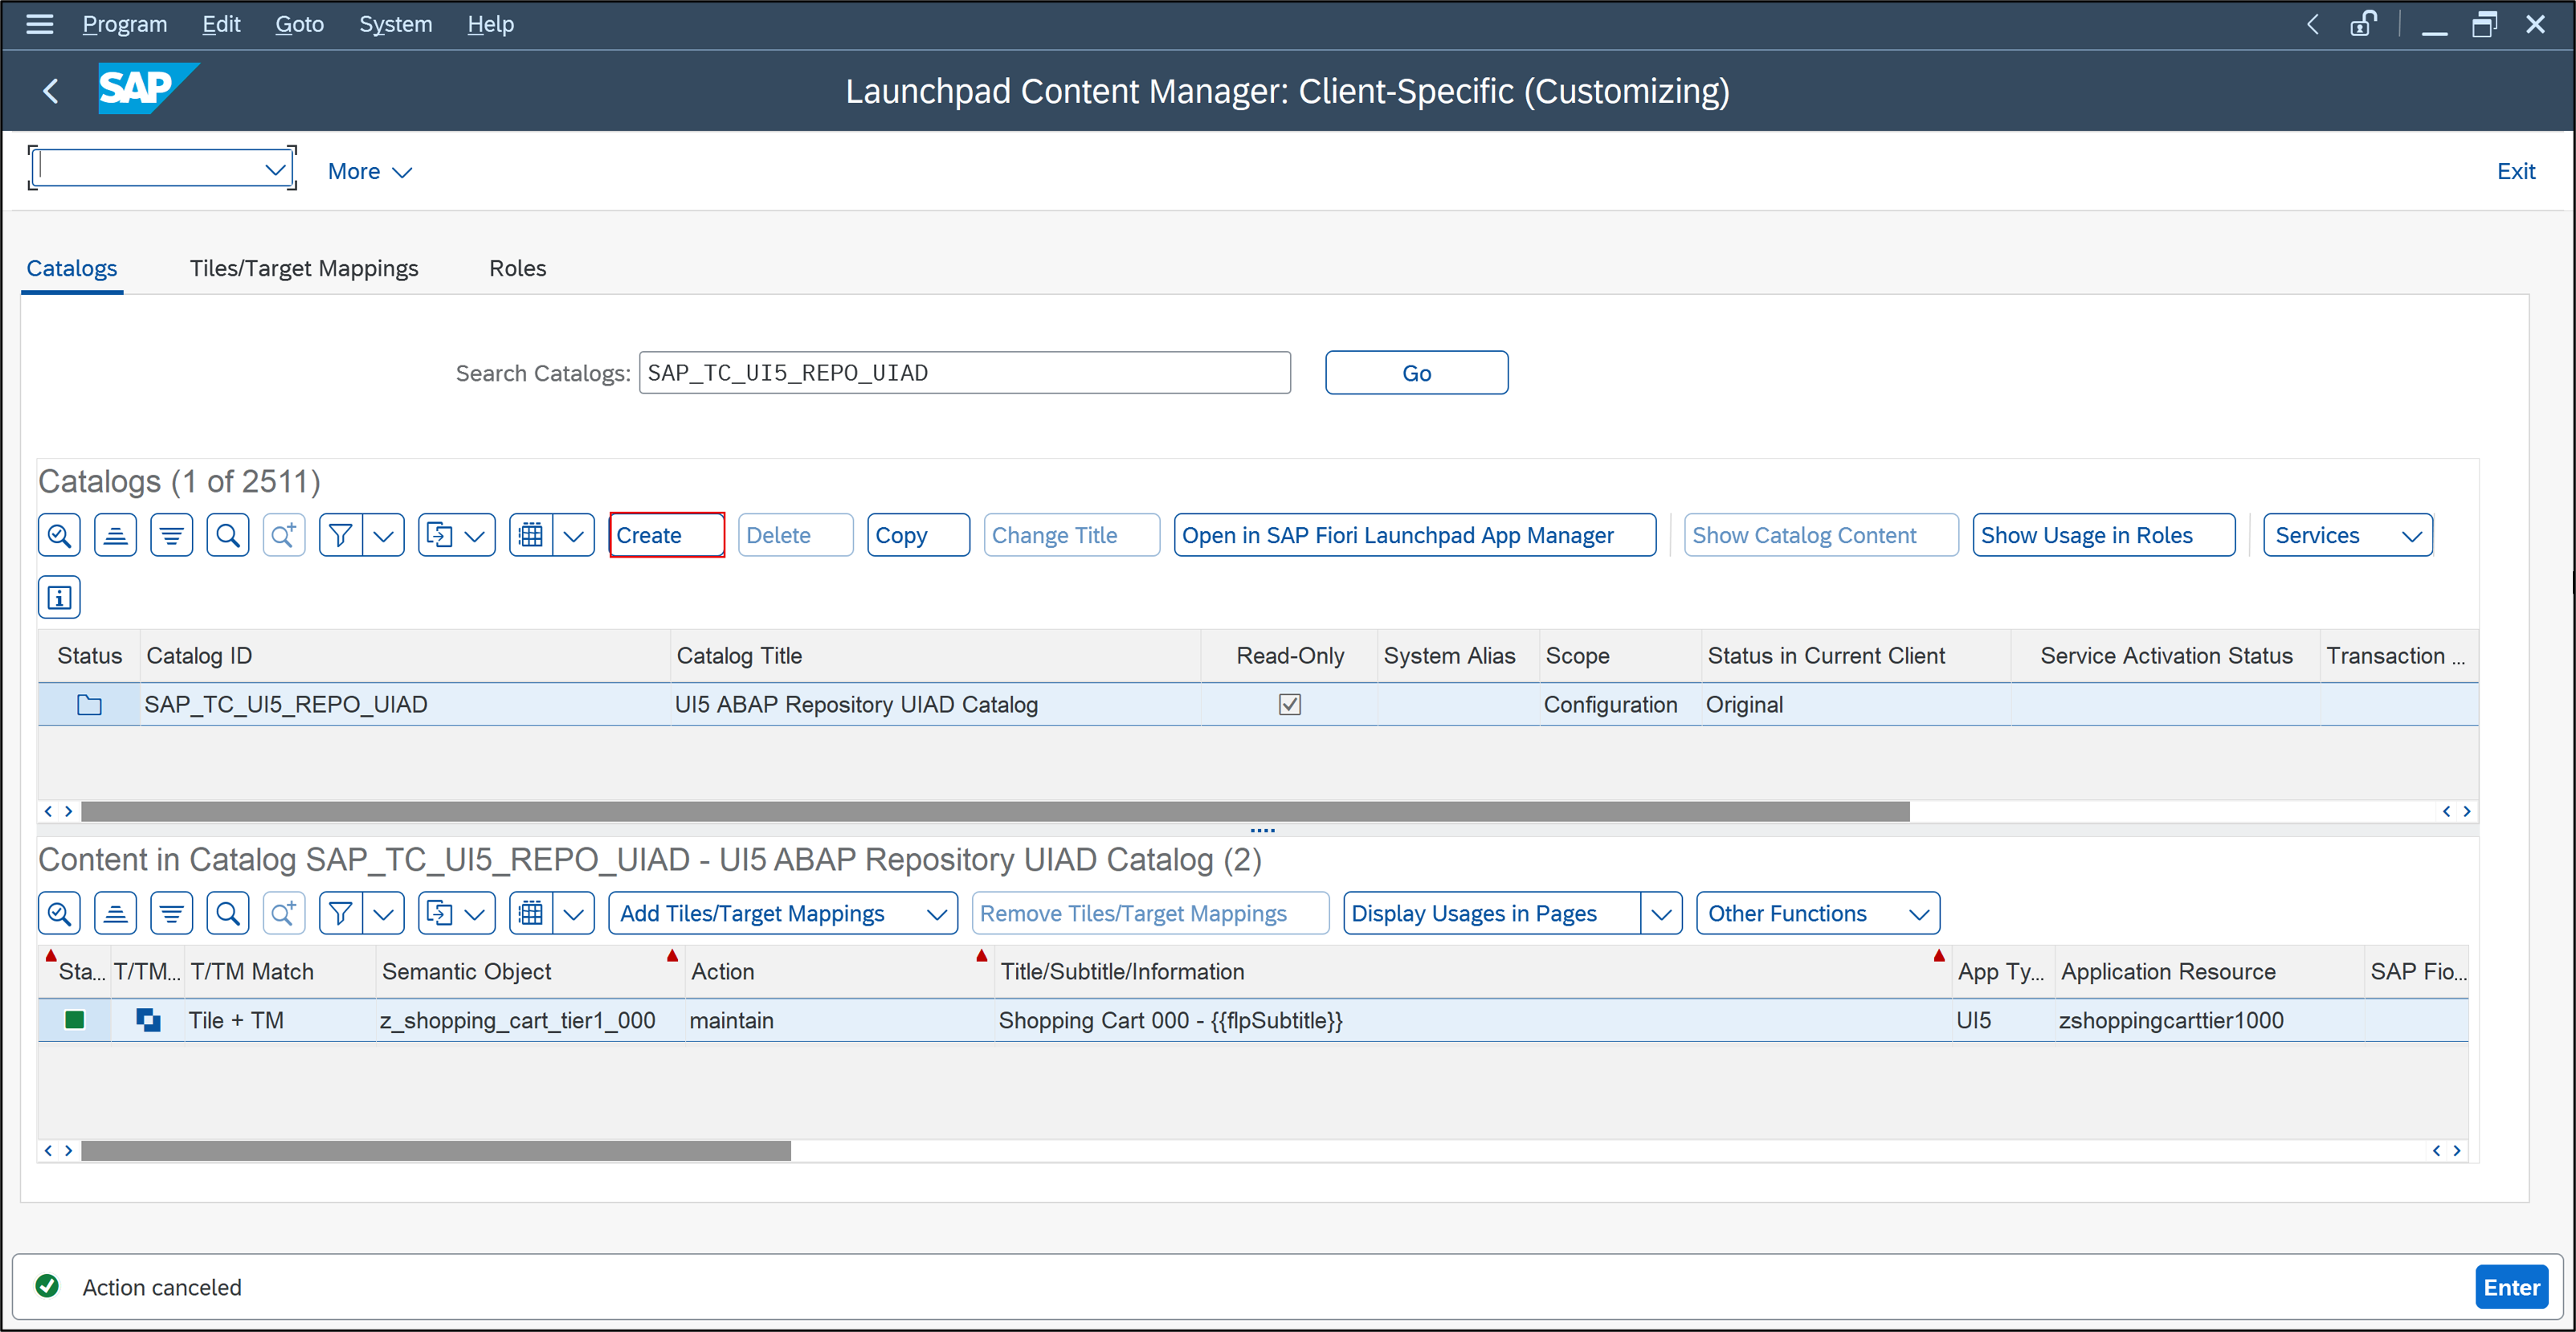 Program Edit Goto System Help
SAP
Launchpad Content Manager: Client-Specific (Customizing)
More
Exit
Catalogs Tiles/Target Mappings Roles
Search Catalogs: SAP_TC_UI5_REPO_UIAD Go
Catalogs (1 of 2511)
Create Delete Copy Change Title Open in SAP Fiori Launchpad App Manager Show Catalog Content Show Usage in Roles Services
Status Catalog ID Catalog Title Read-Only System Alias Scope Status in Current Client Service Activation Status Transaction ...
SAP_TC_UI5_REPO_UIAD UI5 ABAP Repository UIAD Catalog Configuration Original
Content in Catalog SAP_TC_UI5_REPO_UIAD - UI5 ABAP Repository UIAD Catalog (2)
Add Tiles/Target Mappings Remove Tiles/Target Mappings Display Usages in Pages Other Functions
Sta... T/TM... T/TM Match Semantic Object Action Title/Subtitle/Information App Ty... Application Resource SAP Fio...
Tile + TM z_shopping_cart_tier1_000 maintain Shopping Cart 000 - {{flpSubtitle}} UI5 zshoppingcarttier1000
Action canceled
Enter